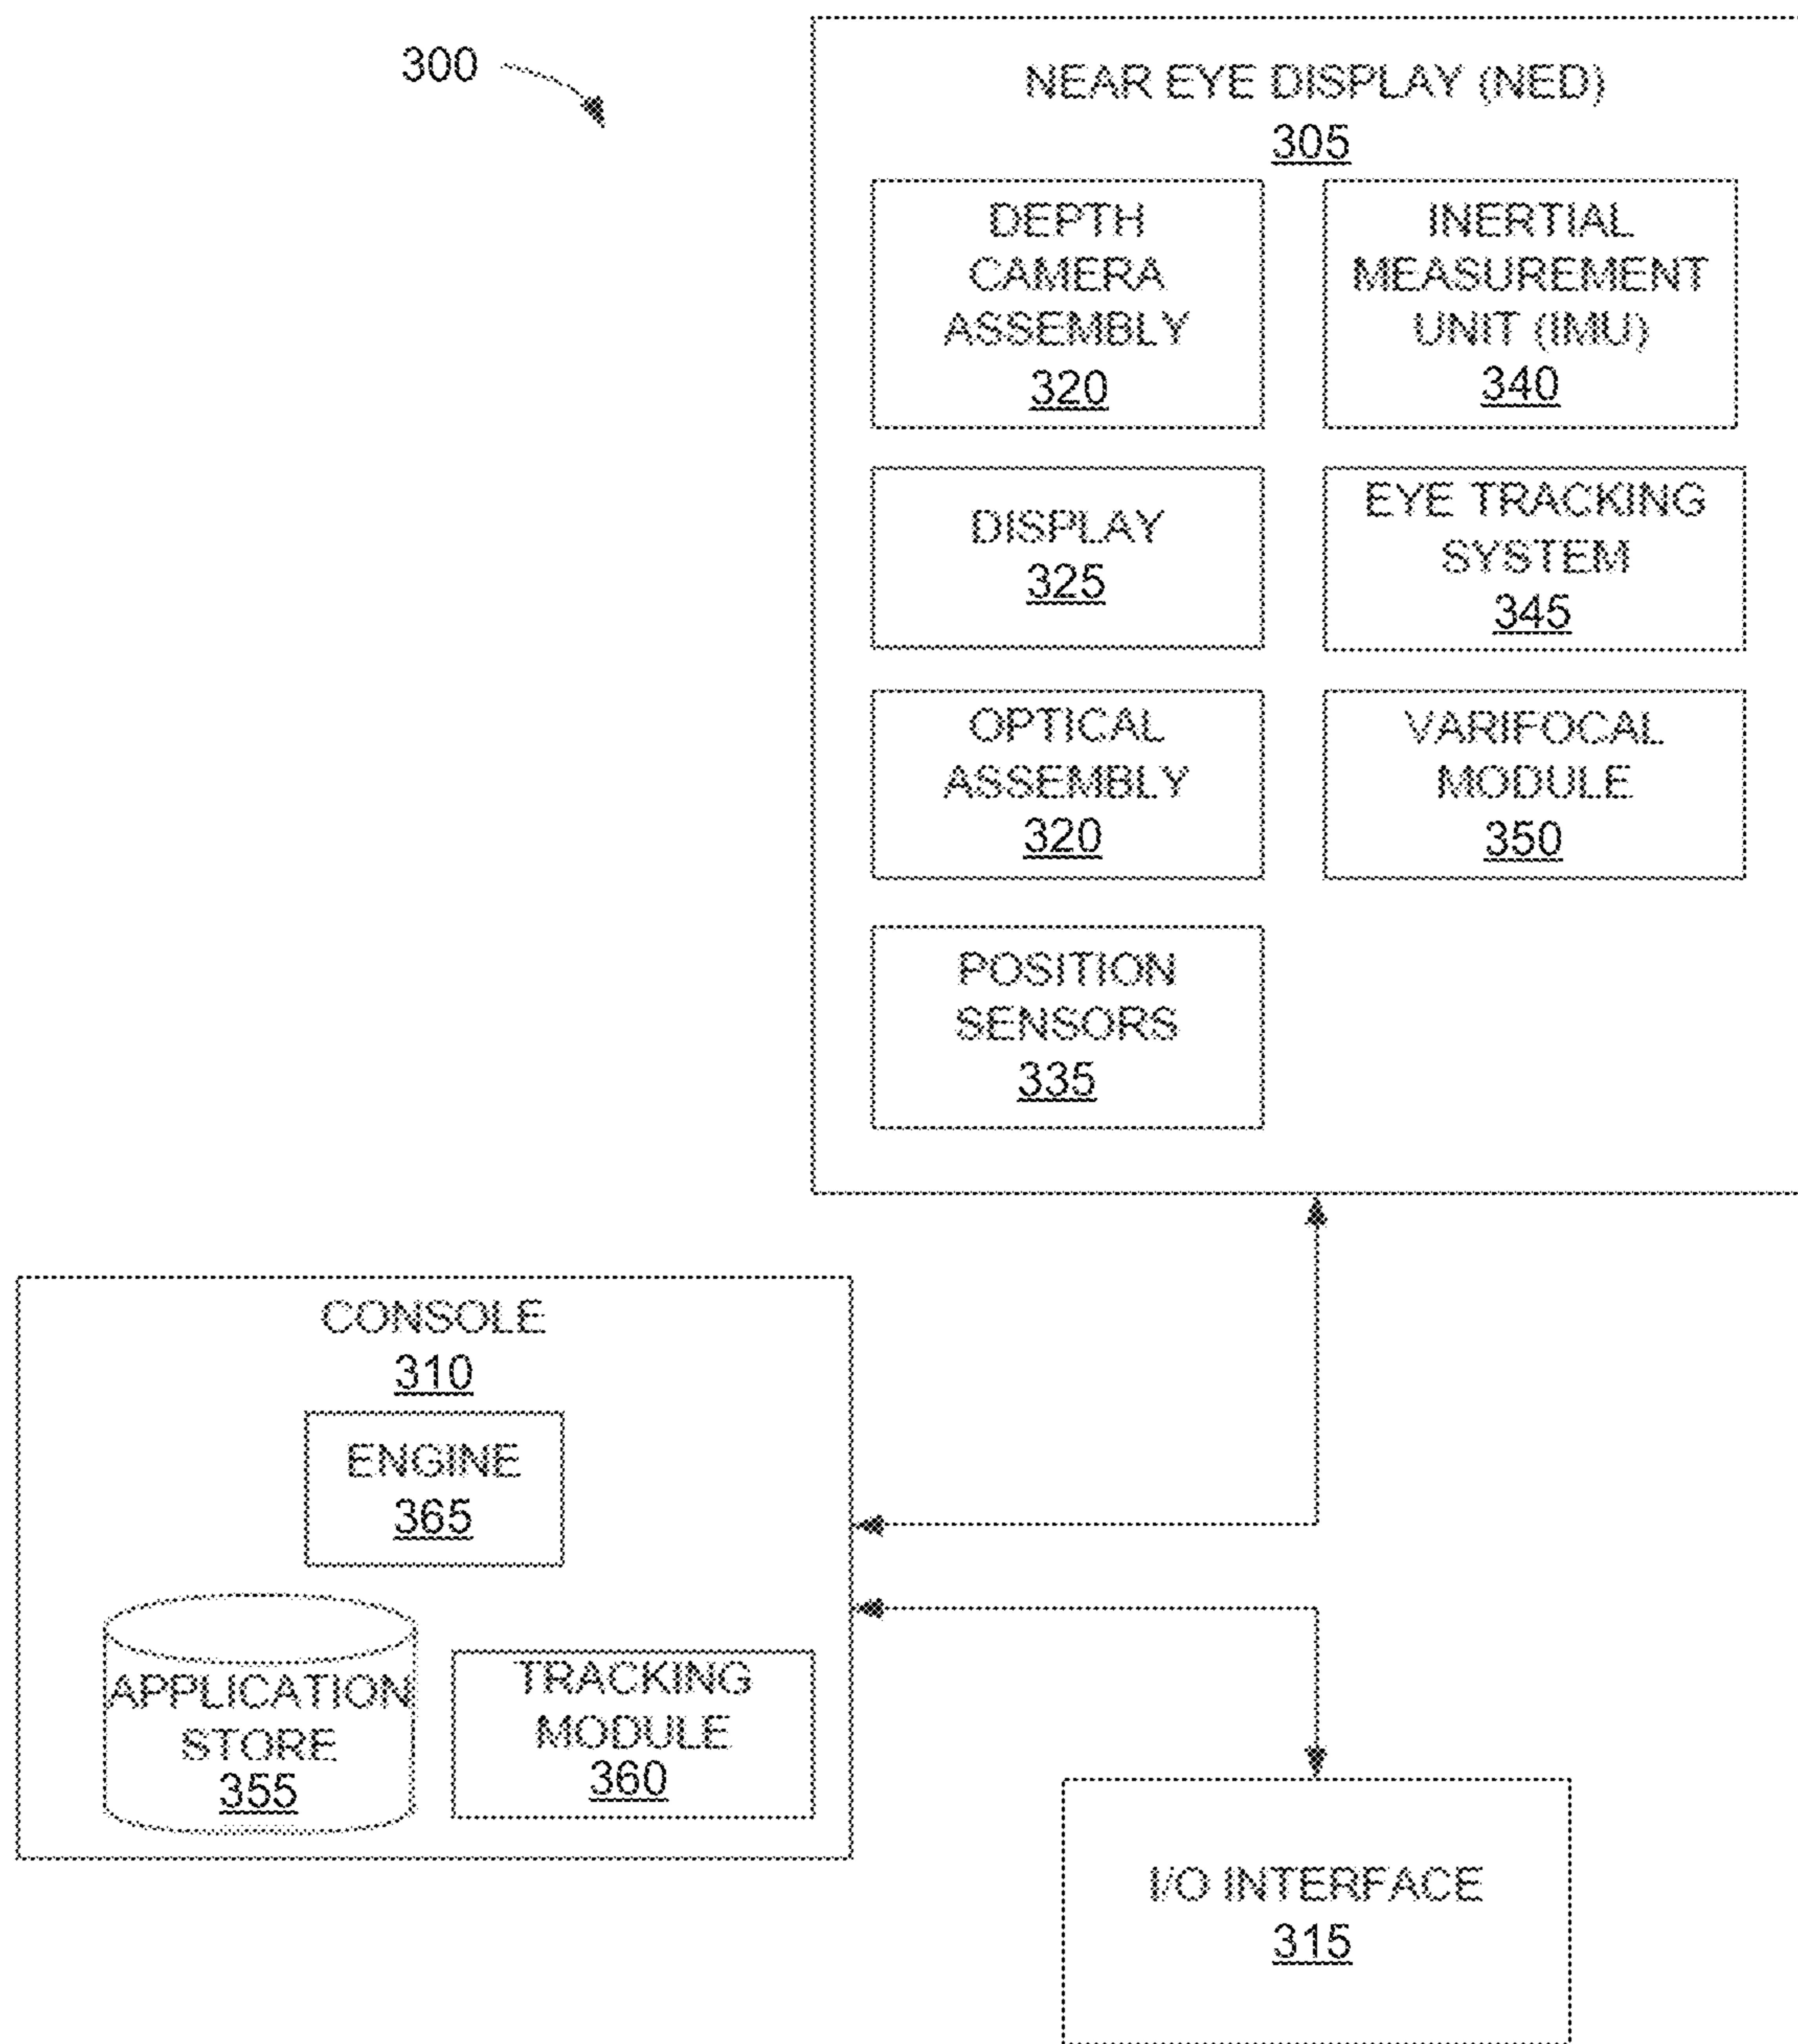 300
NEAR EYE DISPLAY (NED)
305
DEPTH
CAMERA
ASSEMBLY
320
INERTIAL
MEASUREMENT
UNIT (IMU)
340
DISPLAY
325
EYE TRACKING
SYSTEM
345
OPTICAL
ASSEMBLY
320
VARIFOCAL
MODULE
350
POSITION
SENSORS
335
CONSOLE
310
ENGINE
365
APPLICATION
STORE
355
TRACKING
MODULE
360
I/O INTERFACE
315